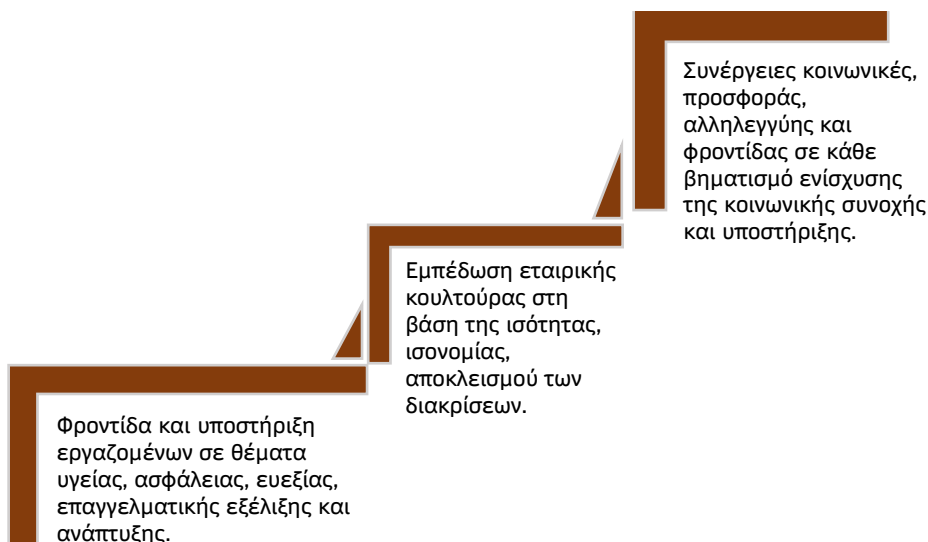 Συνέργειες κοινωνικές,
προσφοράς,
αλληλεγγύης και
φροντίδας σε κάθε
βηματισμό ενίσχυσης
της κοινωνικής συνοχής
και υποστήριξης.
Εμπέδωση εταιρικής
κουλτούρας στη
βάση της ισότητας,
ισονομίας,
αποκλεισμού των
διακρίσεων.
Φροντίδα και υποστήριξη
εργαζομένων σε θέματα
υγείας, ασφάλειας, ευεξίας,
επαγγελματικής εξέλιξης και
ανάπτυξης.